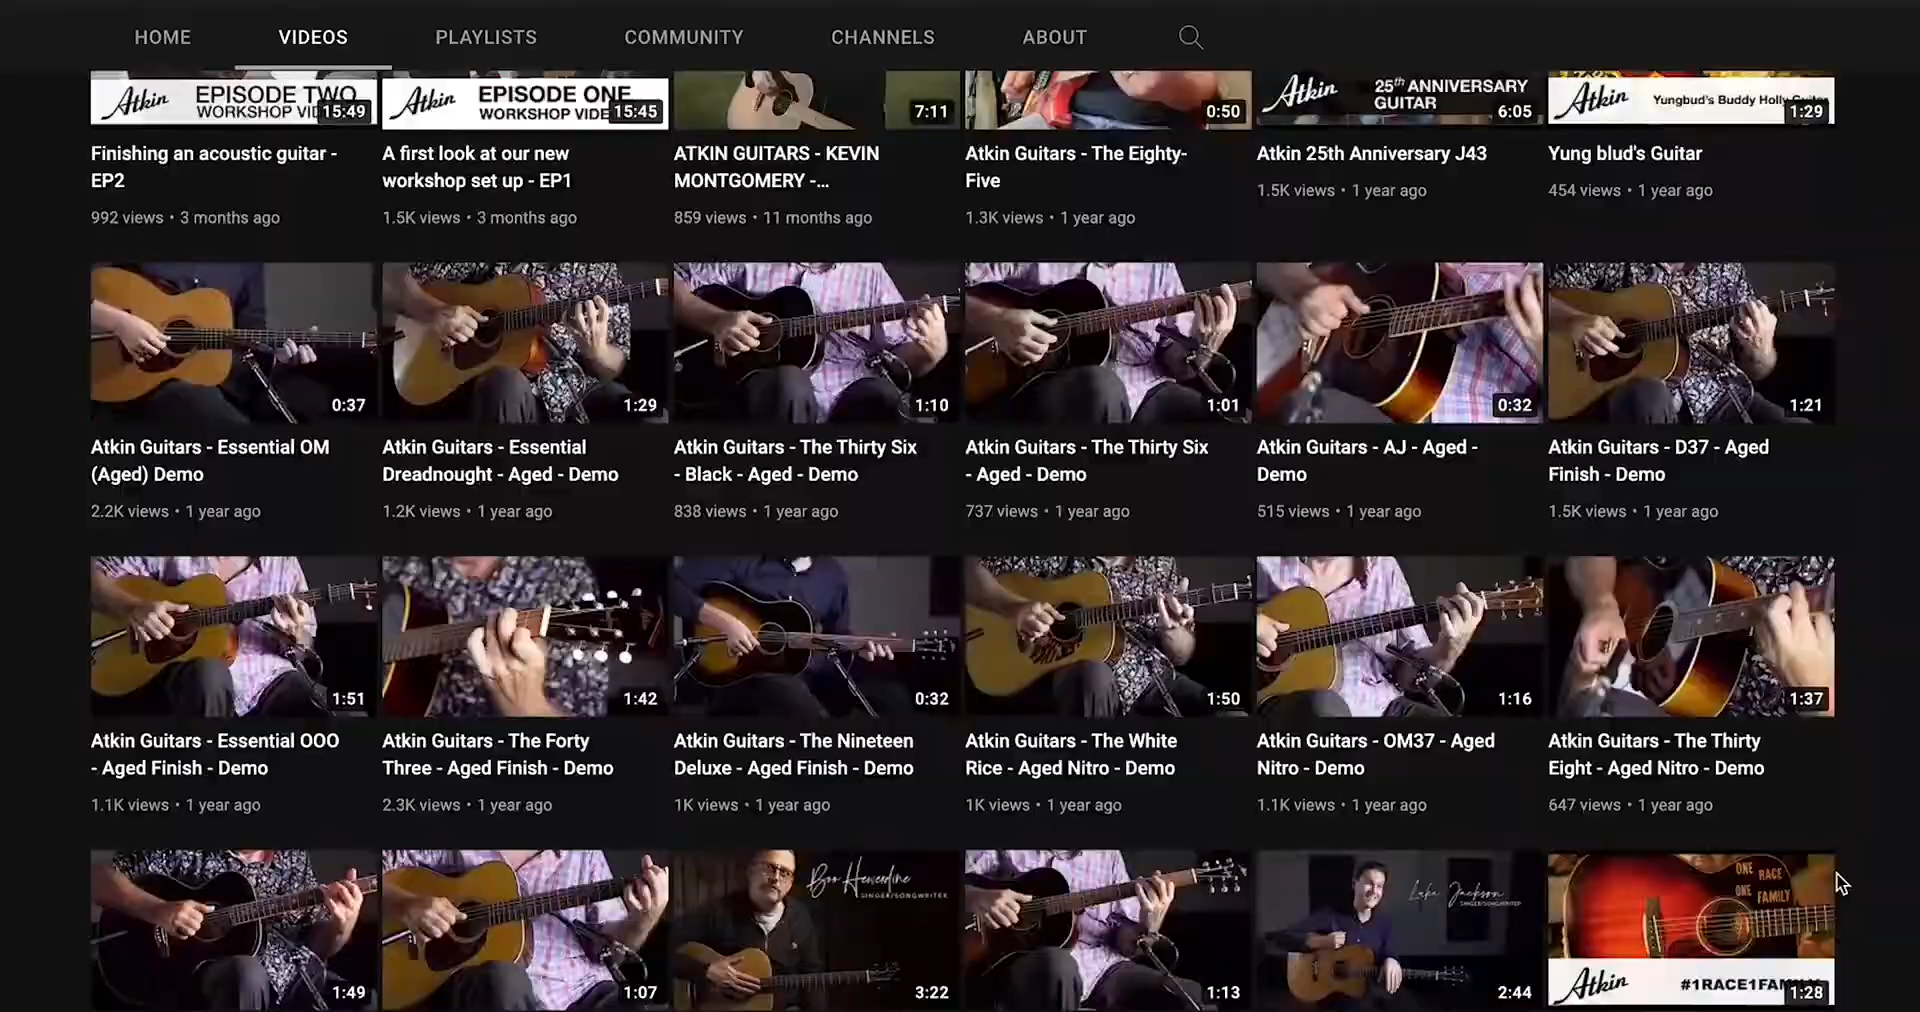 HOME VIDEOS PLAYLISTS COMMUNITY CHANNELS ABOUT
Atkin EPISODE TWO
WORKSHOP
15:49
Atkin EPISODE ONE
WORKSHOP
15:45
7:11
0:50
Atkin 25th ANNIVERSARY
GUITAR
6:05
Atkin Yungbud's Buddy Holly
1:29
Finishing an acoustic guitar -
EP2
992 views • 3 months ago
A first look at our new
workshop set up - EP1
1.5K views • 3 months ago
ATKIN GUITARS - KEVIN
MONTGOMERY -...
859 views • 11 months ago
Atkin Guitars - The Eighty-
Five
1.3K views • 1 year ago
Atkin 25th Anniversary J43
1.5K views • 1 year ago
Yung blud's Guitar
454 views • 1 year ago
0:37
1:29
1:10
1:01
0:32
1:21
Atkin Guitars - Essential OM
(Aged) Demo
2.2K views • 1 year ago
Atkin Guitars - Essential
Dreadnought - Aged - Demo
1.2K views • 1 year ago
Atkin Guitars - The Thirty Six
- Black - Aged - Demo
838 views • 1 year ago
Atkin Guitars - The Thirty Six
- Aged - Demo
737 views • 1 year ago
Atkin Guitars - AJ - Aged -
Demo
515 views • 1 year ago
Atkin Guitars - D37 - Aged
Finish - Demo
1.5K views • 1 year ago
1:51
1:42
0:32
1:50
1:16
1:37
Atkin Guitars - Essential OOO
- Aged Finish - Demo
1.1K views • 1 year ago
Atkin Guitars - The Forty
Three - Aged Finish - Demo
2.3K views • 1 year ago
Atkin Guitars - The Nineteen
Deluxe - Aged Finish - Demo
1K views • 1 year ago
Atkin Guitars - The White
Rice - Aged Nitro - Demo
1K views • 1 year ago
Atkin Guitars - OM37 - Aged
Nitro - Demo
1.1K views • 1 year ago
Atkin Guitars - The Thirty
Eight - Aged Nitro - Demo
647 views • 1 year ago
1:49
1:07
Boo Hewerdine
SINGER/SONGWRITER
3:22
1:13
Luke Jackson
SINGER/SONGWRITER
2:44
ONE RACE
ONE FAMILY
Atkin
1:28